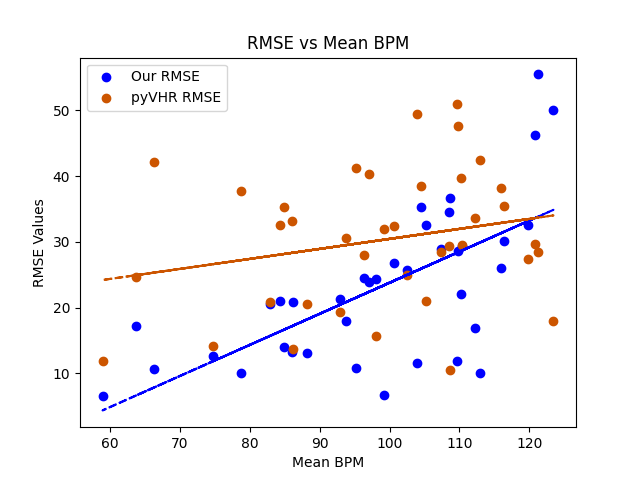 RMSE vs Mean BPM
Our RMSE
pyVHR RMSE
RMSE Values
50
40
30
20
10
60 70 80 90 100 110 120
Mean BPM